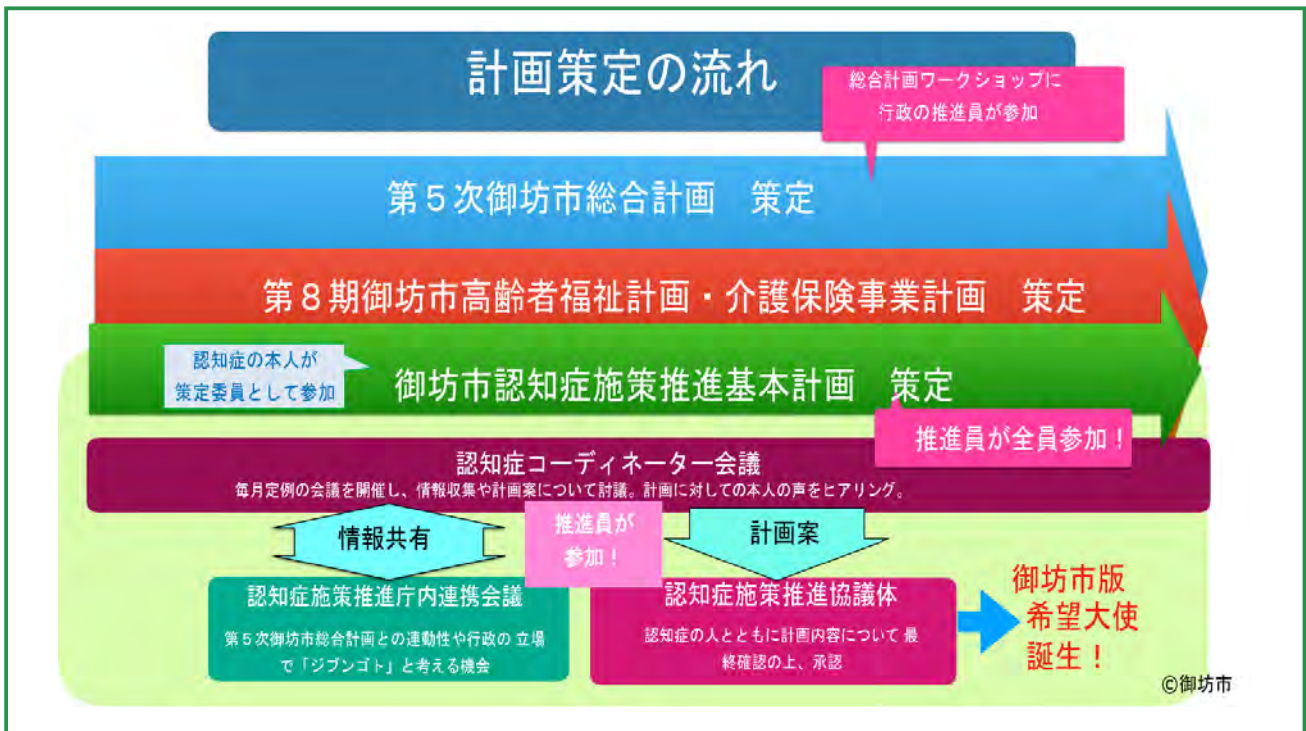 計画策定の流れ
総合計画ワークショップに
行政の推進員が参加
第5次御坊市総合計画　策定
第8期御坊市高齢者福祉計画・介護保険事業計画　策定
認知症の本人が
策定委員として参加
御坊市認知症施策推進基本計画　策定
推進員が全員参加！
認知症コーディネーター会議
毎月定例の会議を開催し、情報収集や計画案について討議。計画に対しての本人の声をヒアリング。
情報共有
推進員が
参加！
計画案
認知症施策推進庁内連携会議
第5次御坊市総合計画との連動性や行政の 立場
で「ジブンゴト」と考える機会
認知症施策推進協議体
認知症の人とともに計画内容について 最
終確認の上、承認
御坊市版
希望大使
誕生！
©御坊市